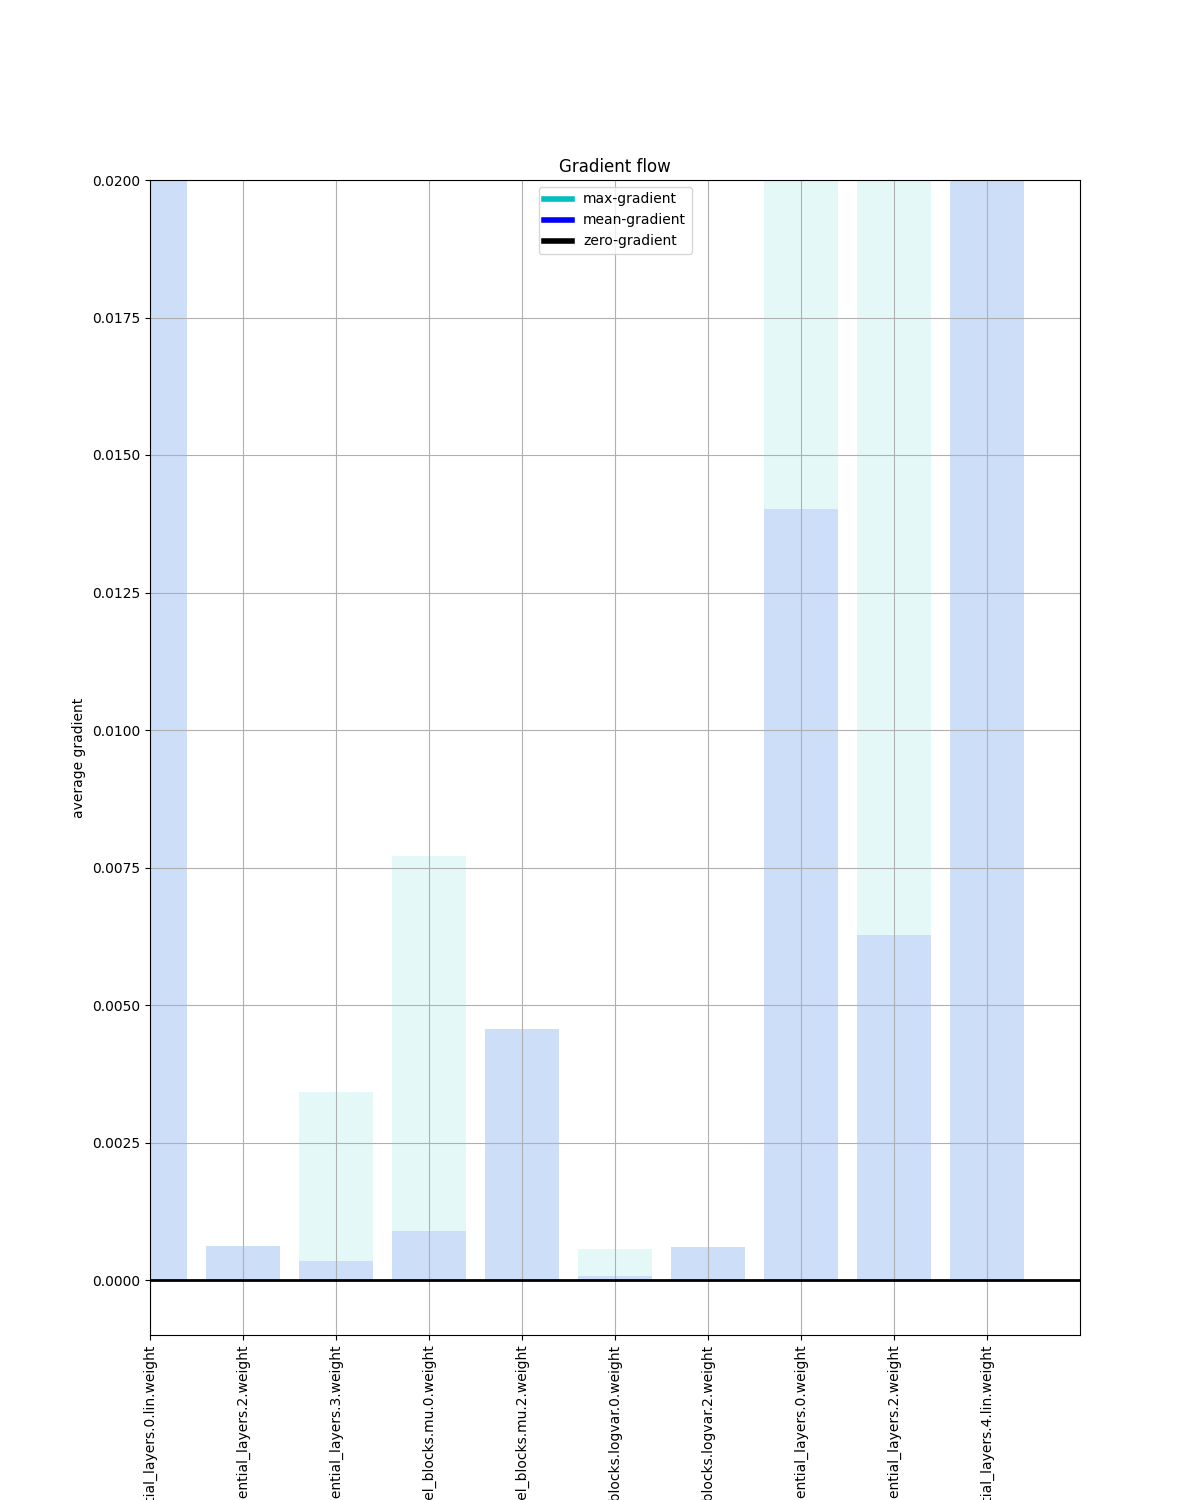 Gradient flow
max-gradient
mean-gradient
zero-gradient
0.0200
0.0175
0.0150
0.0125
0.0100
0.0075
0.0050
0.0025
0.0000
average gradient
tial_layers.0.lin.weight
ential_layers.2.weight
ential_layers.3.weight
el_blocks.mu.0.weight
el_blocks.mu.2.weight
blocks.logvar.0.weight
blocks.logvar.2.weight
ential_layers.0.weight
ential_layers.2.weight
tial_layers.4.lin.weight